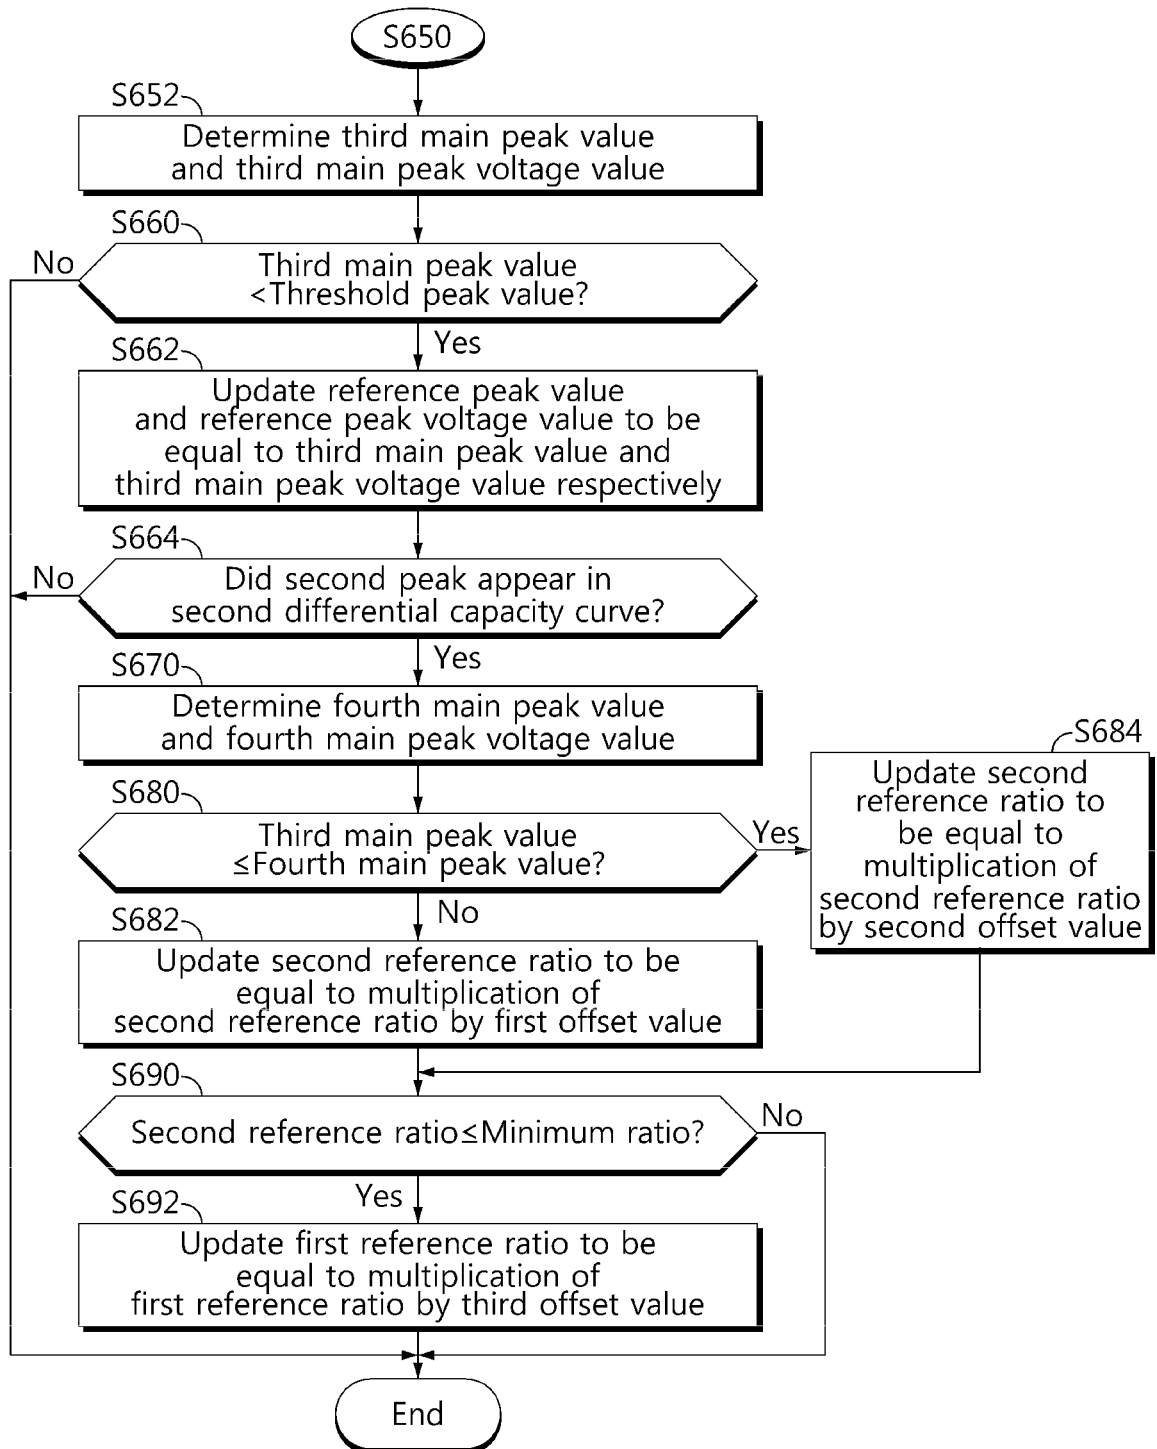 S650
S652
Determine third main peak value
and third main peak voltage value
S660
No
Third main peak value
<Threshold peak value?
Yes
S662
Update reference peak value
and reference peak voltage value to be
equal to third main peak value and
third main peak voltage value respectively
S664
No
Did second peak appear in
second differential capacity curve?
Yes
S670
Determine fourth main peak value
and fourth main peak voltage value
S680
Third main peak value
≤Fourth main peak value?
Yes
S684
Update second
reference ratio to
be equal to
multiplication of
second reference ratio
by second offset value
No
S682
Update second reference ratio to be
equal to multiplication of
second reference ratio by first offset value
S690
Second reference ratio≤Minimum ratio?
No
Yes
S692
Update first reference ratio to be
equal to multiplication of
first reference ratio by third offset value
End